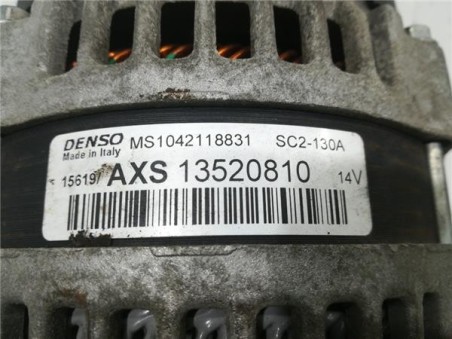 DENSO MS1042118831 SC2-130A
Made in Italy
15619/ AXS 13520810 14V